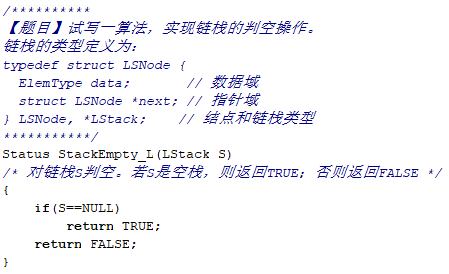 /**********
【题目】试写一算法，实现链栈的判空操作。
链栈的类型定义为：
typedef struct LSNode {
  ElemType data;       // 数据域
  struct LSNode *next; // 指针域
} LSNode, *LStack;    // 结点和链栈类型
***********/
Status StackEmpty_L(LStack S)
/* 对链栈S判空。若S是空栈，则返回TRUE；否则返回FALSE */
{
    if(S==NULL)
        return TRUE;
    return FALSE;
}